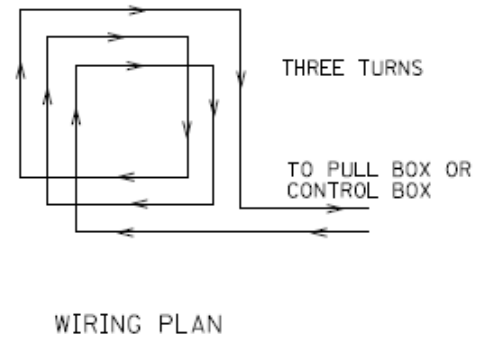 THREE TURNS
TO PULL BOX OR
CONTROL BOX
WIRING PLAN